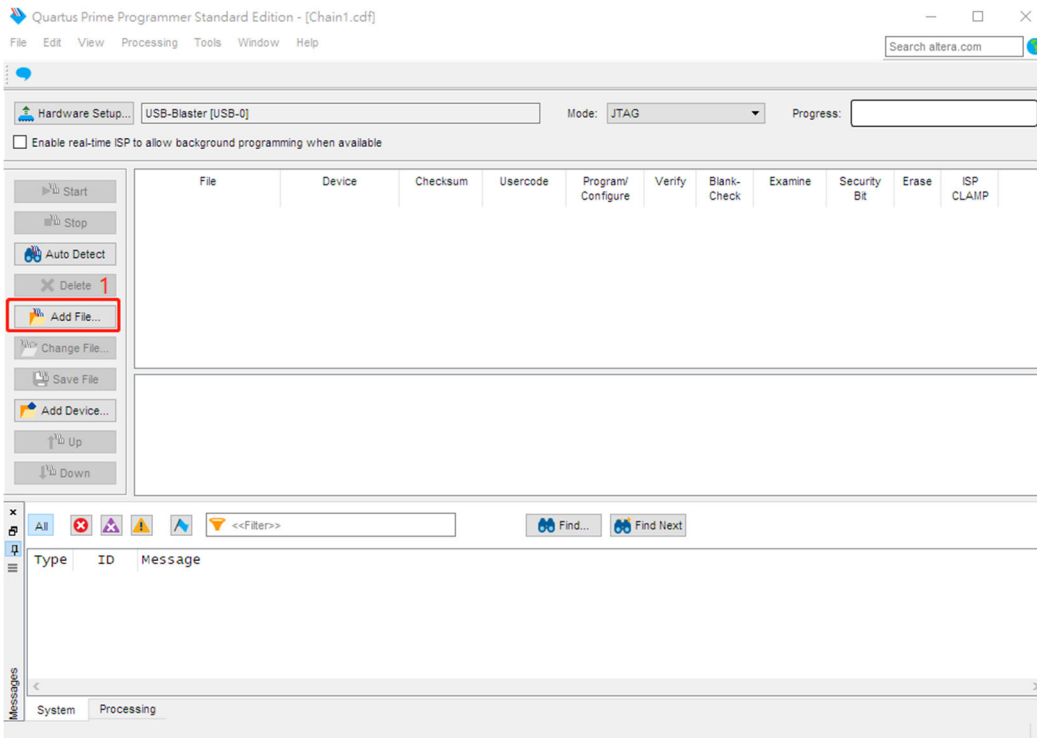 Quartus Prime Programmer Standard Edition - [Chain1.cdf]
File Edit View Processing Tools Window Help
Search altera.com
Hardware Setup... USB-Blaster [USB-0] Mode: JTAG Progress:
Enable real-time ISP to allow background programming when available
File Device Checksum Usercode Program/ Configure Verify Blank- Check Examine Security Bit Erase ISP CLAMP
Start
Stop
Auto Detect
Delete 1
Add File...
Change File...
Save File
Add Device...
Up
Down
All <<Filter>> Find... Find Next
Type ID Message
Messages
System Processing